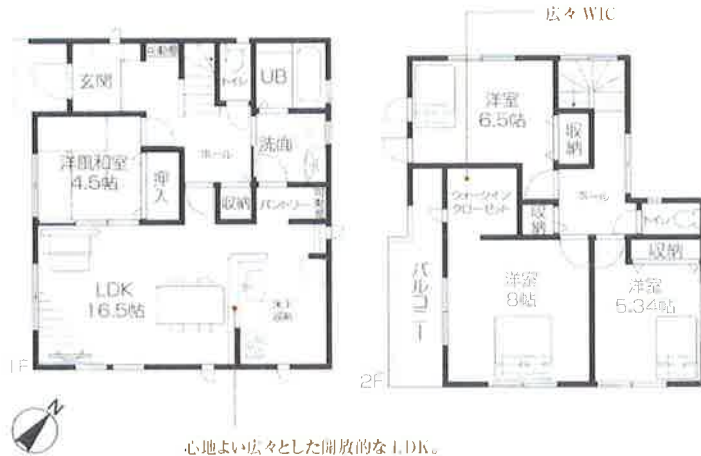 広々WIC
玄関
トイレ
UB
洋風和室
4.5帖
押入
ホール
洗面
収納
パントリー
LDK
16.5帖
1F
洋室
6.5帖
収納
ウォークイン
クローゼット
収納
ホール
トイレ
バルコニー
洋室
8帖
収納
洋室
5.34帖
2F
N
心地よい広々とした開放的なLDK。